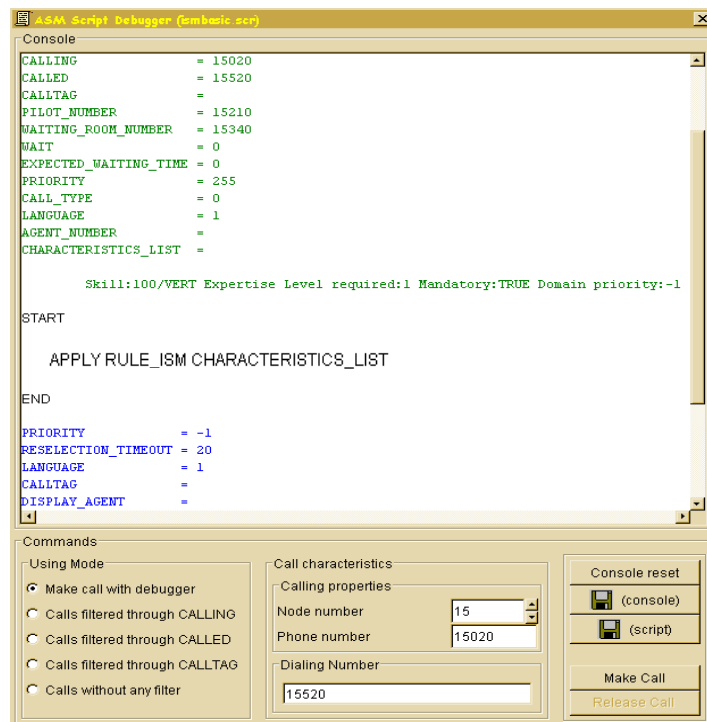 ASM Script Debugger (ismbasic.scr)
Console
CALLING = 15020
CALLED = 15520
CALLTAG =
PILOT_NUMBER = 15210
WAITING_ROOM_NUMBER = 15340
WAIT = 0
EXPECTED_WAITING_TIME = 0
PRIORITY = 255
CALL_TYPE = 0
LANGUAGE = 1
AGENT_NUMBER =
CHARACTERISTICS_LIST =
Skill:100/VERT Expertise Level required:1 Mandatory:TRUE Domain priority:-1
START
APPLY RULE_ISM CHARACTERISTICS_LIST
END
PRIORITY = -1
RESELECTION_TIMEOUT = 20
LANGUAGE = 1
CALLTAG =
DISPLAY_AGENT =
Commands
Using Mode
Make call with debugger
Calls filtered through CALLING
Calls filtered through CALLED
Calls filtered through CALLTAG
Calls without any filter
Call characteristics
Calling properties
Node number 15
Phone number 15020
Dialing Number
15520
Console reset
(console)
(script)
Make Call
Release Call